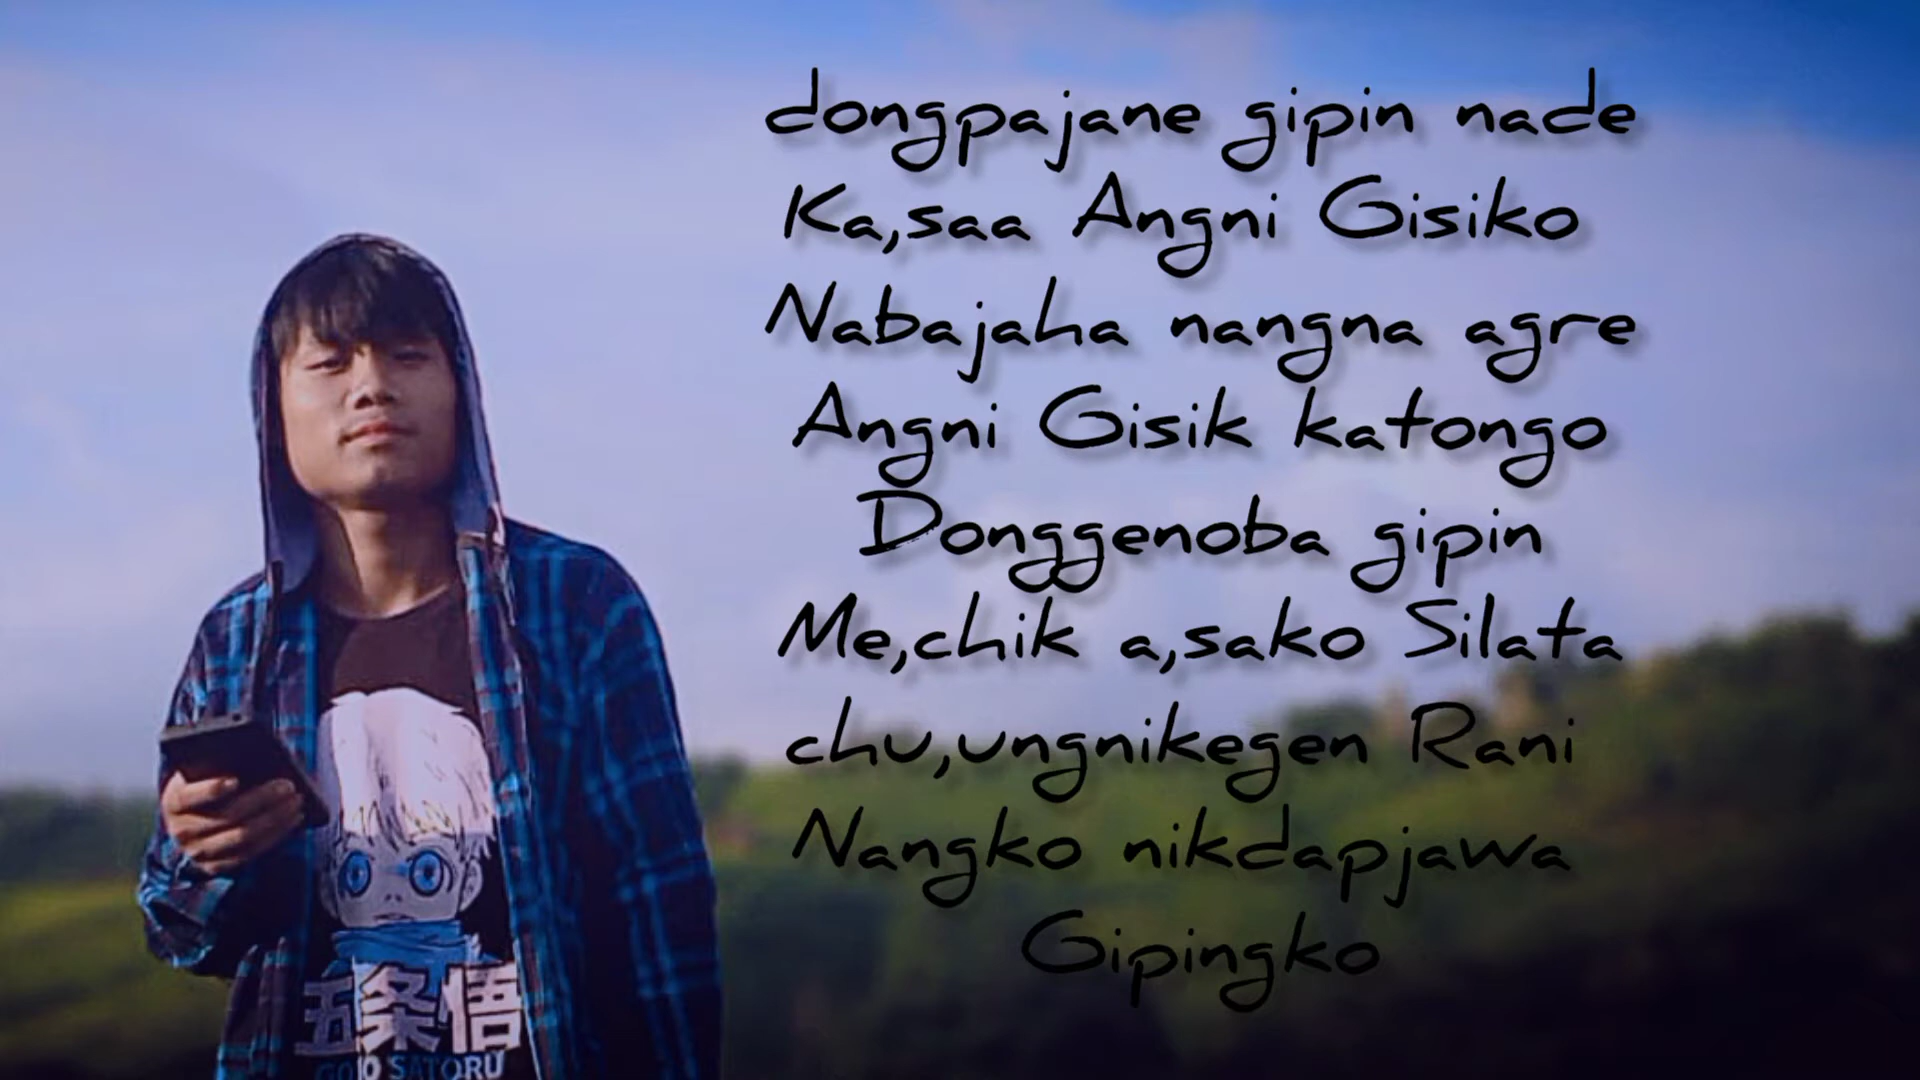 dongpajane gipin nade
Ka,saa Angni Gisiko
Nabajaha nangna agre
Angni Gisik katongo
Donggenoba gipin
Me,chik a,sako Silata
chu,ungnikegen Rani
Nangko nikdapjawa
Gipingko
五条悟
GOJO SATORU